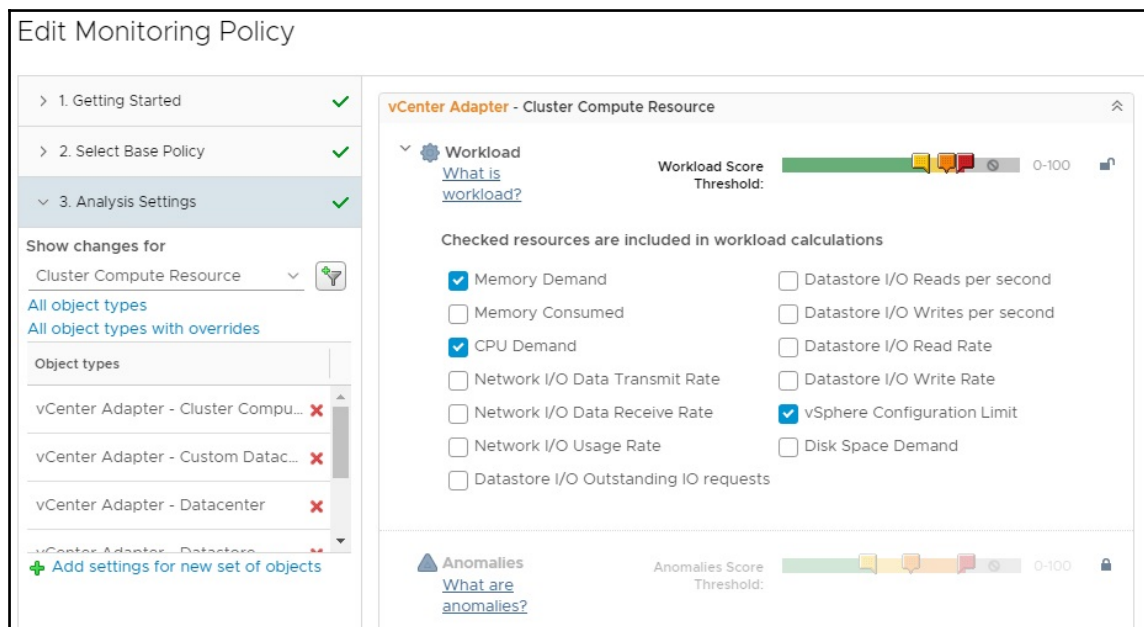 Edit Monitoring Policy
1. Getting Started
2. Select Base Policy
3. Analysis Settings
Show changes for
Cluster Compute Resource
All object types
All object types with overrides
Object types
vCenter Adapter - Cluster Compu...
vCenter Adapter - Custom Datac...
vCenter Adapter - Datacenter
vCenter Adapter - Datastore
Add settings for new set of objects
vCenter Adapter - Cluster Compute Resource
Workload
What is
workload?
Workload Score
Threshold:
0-100
Checked resources are included in workload calculations
Memory Demand
Memory Consumed
CPU Demand
Network I/O Data Transmit Rate
Network I/O Data Receive Rate
Network I/O Usage Rate
Datastore I/O Outstanding IO requests
Datastore I/O Reads per second
Datastore I/O Writes per second
Datastore I/O Read Rate
Datastore I/O Write Rate
vSphere Configuration Limit
Disk Space Demand
Anomalies
What are
anomalies?
Anomalies Score
Threshold:
0-100